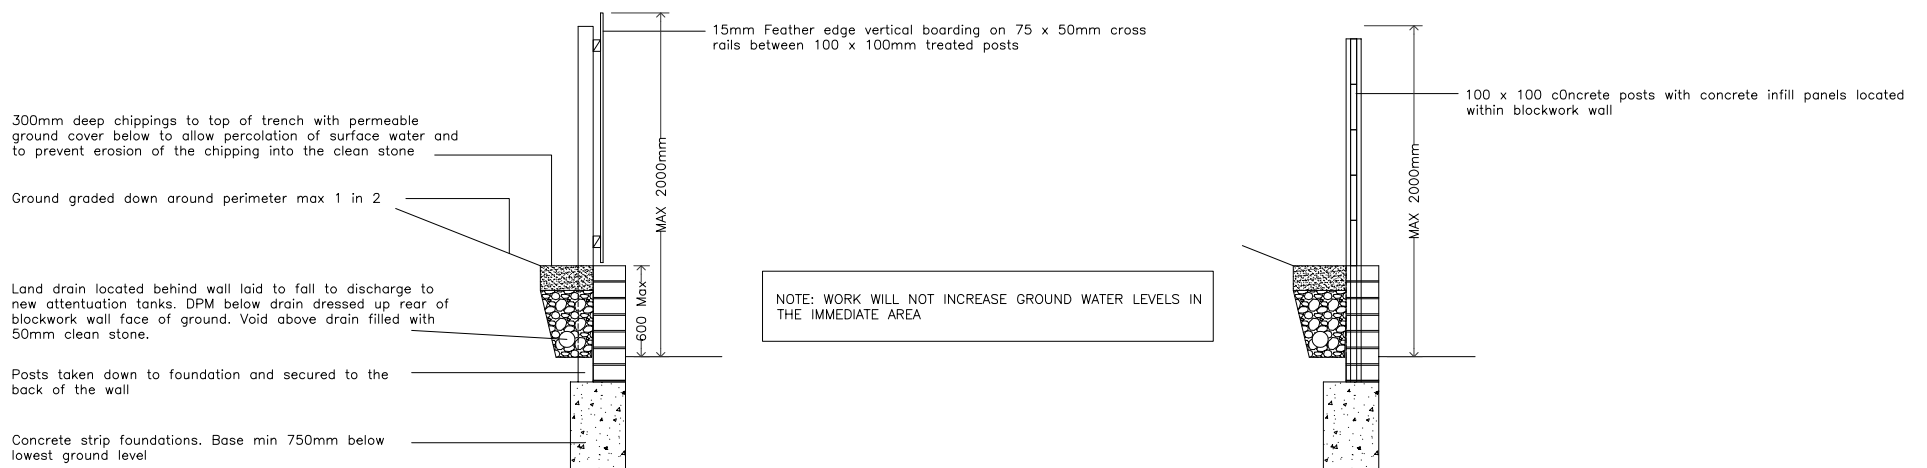 15mm Feather edge vertical boarding on 75 x 50mm cross
rails between 100 x 100mm treated posts
300mm deep chippings to top of trench with permeable
ground cover below to allow percolation of surface water and
to prevent erosion of the chipping into the clean stone
Ground graded down around perimeter max 1 in 2
Land drain located behind wall laid to fall to discharge to
new attentuation tanks. DPM below drain dressed up rear of
blockwork wall face of ground. Void above drain filled with
50mm clean stone.
Posts taken down to foundation and secured to the
back of the wall
Concrete strip foundations. Base min 750mm below
lowest ground level
MAX 2000mm
600 Max
NOTE: WORK WILL NOT INCREASE GROUND WATER LEVELS IN
THE IMMEDIATE AREA
MAX 2000mm
100 x 100 c0ncrete posts with concrete infill panels located
within blockwork wall